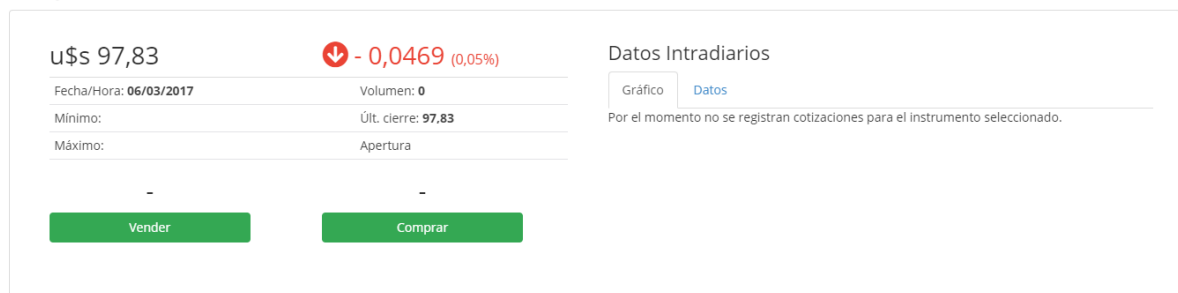 u$s 97,83
- 0,0469 (0,05%)
Fecha/Hora: 06/03/2017
Volumen: 0
Mínimo:
Últ. cierre: 97,83
Máximo:
Apertura
-
-
Vender
Comprar
Datos Intradiarios
Gráfico
Datos
Por el momento no se registran cotizaciones para el instrumento seleccionado.